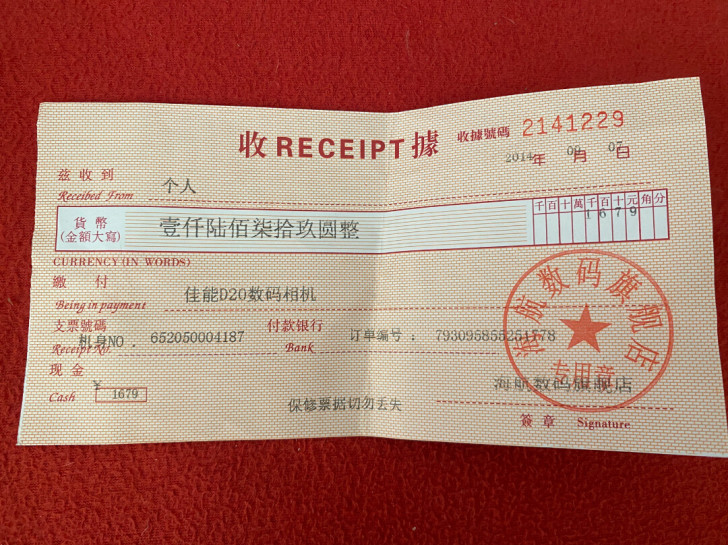 收 RECEIPT 據
收據號碼 2141229
2014年 09月 07日
兹收到 个人
Receibed From
貨幣 (金額大寫) 壹仟陆佰柒拾玖圆整
千百十萬千百十元角分
1679
CURRENCY (IN WORDS)
繳付 佳能D20数码相机
Being in payment
支票號碼 付款银行
机身NO. 652050004187 订单编号: 793095855251578
Receipt No. Bank
现金
Cash ¥ 1679
海航数码旗舰店
专用章
海航数码旗舰店
保修票据切勿丢失
簽章 Signature